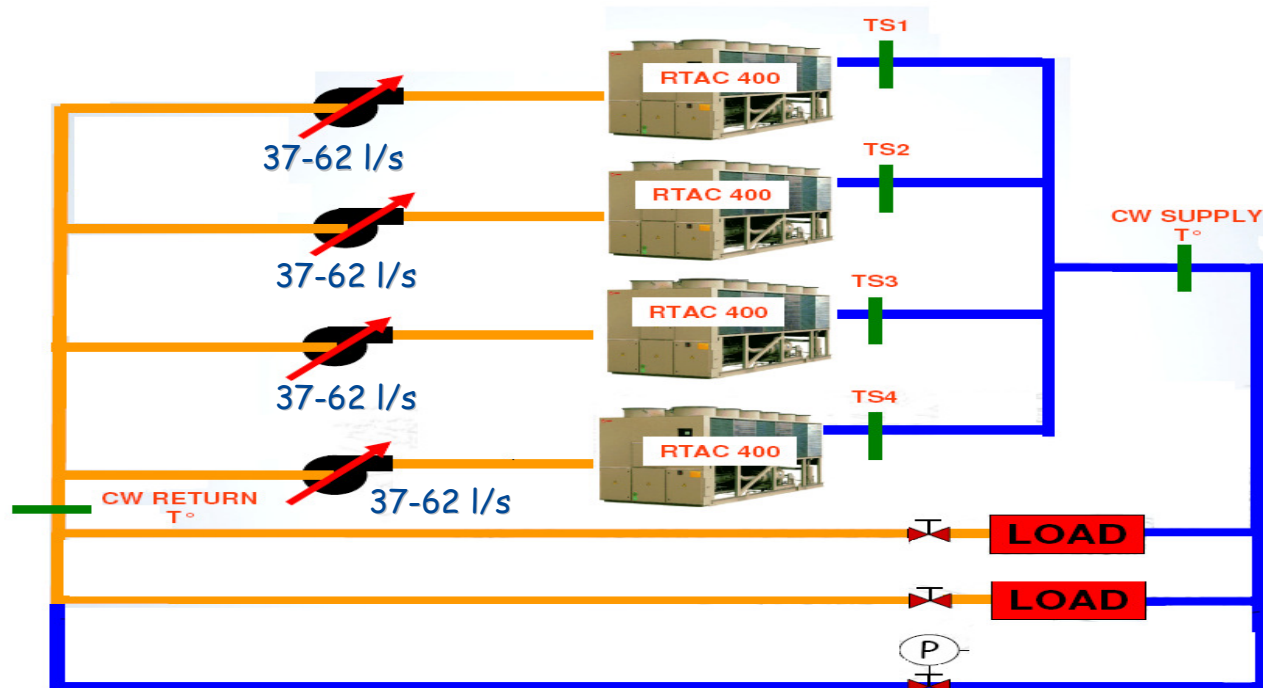 TS1
RTAC 400
37-62 l/s
TS2
RTAC 400
CW SUPPLY
T°
37-62 l/s
TS3
RTAC 400
37-62 l/s
TS4
RTAC 400
CW RETURN
T°
37-62 l/s
LOAD
LOAD
P